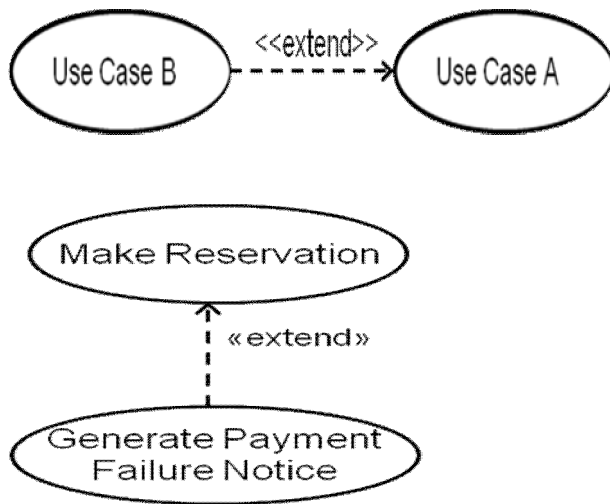 <<extend>>
Use Case B
Use Case A
Make Reservation
«extend»
Generate Payment
Failure Notice